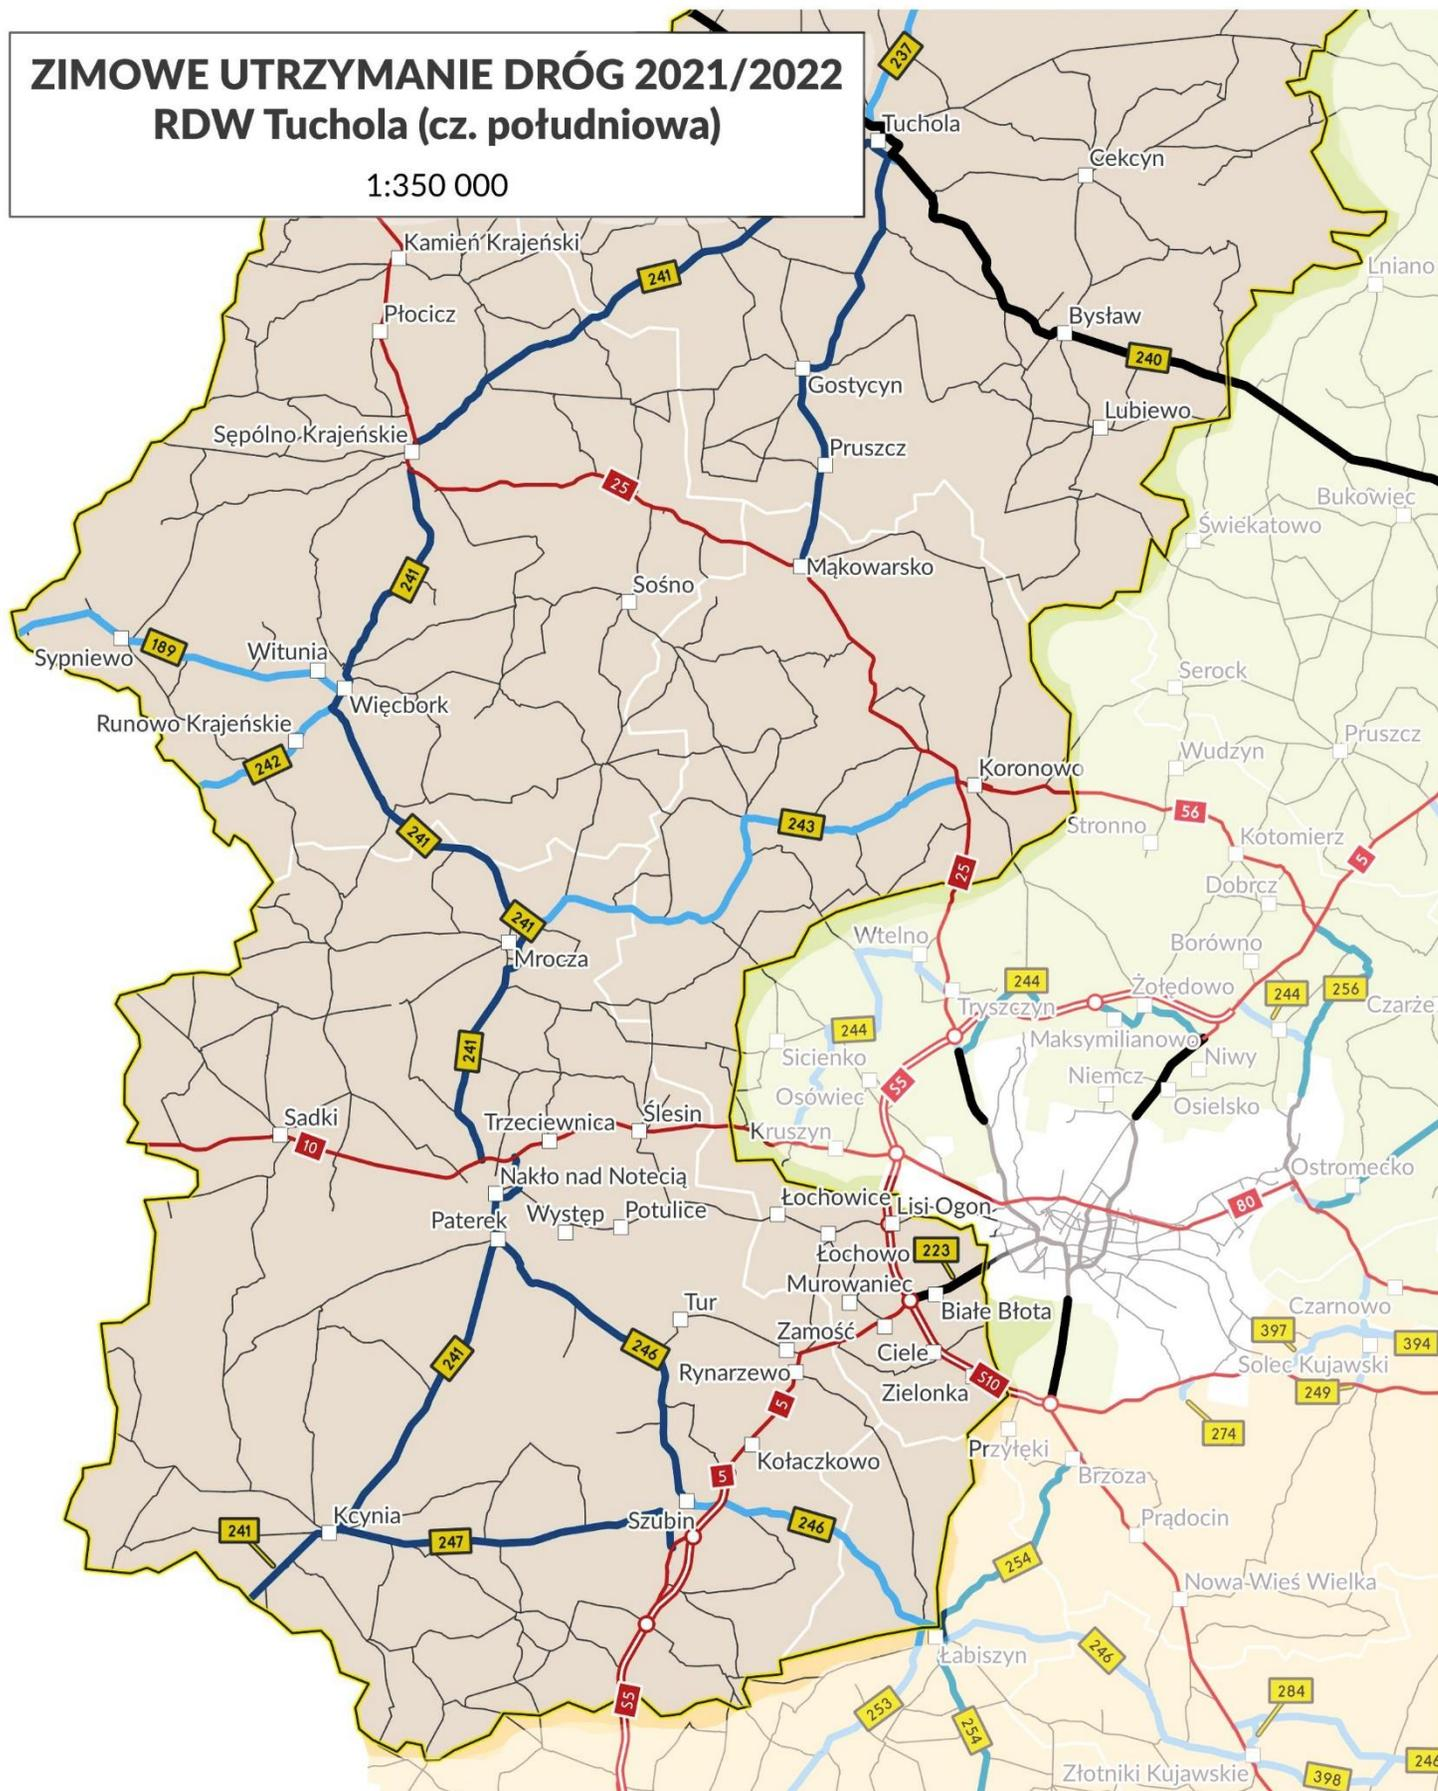 ZIMOWE UTRZYMANIE DRÓG 2021/2022
RDW Tuchola (cz. południowa)
1:350 000
237
Tuchola
Cekcyn
Kamień Krajeński
241
Lniano
Płocicz
Bysław
240
Gostycyn
Lubiewo
Sępólno Krajeńskie
Pruszcz
25
Bukowiec
Świekatowo
Mąkowarsko
241
Sośno
Sypniewo
189
Witunia
Serock
Więcbork
Runowo Krajeńskie
Pruszcz
Wudzyn
242
Koronowo
56
243
Stronno
Kotomierz
241
5
25
Dobrcz
241
Wtelno
Borówno
Mrocza
244
Żołędowo
244
256
Tryszczyn
Czarże
244
Maksymilianowo
241
Sicienko
Niwy
S5
Niemcz
Osówiec
Osielsko
Sadki
Trzeciewnica
Ślesin
Kruszyn
10
Ostromecko
Nakło nad Notecią
Łochowice
Lisi Ogon
80
Paterek
Występ
Potulice
Łochowo
223
Murowaniec
Białe Błota
Czarnowo
Tur
Zamość
397
394
246
241
Ciele
Solec Kujawski
Rynarzewo
S10
Zielonka
249
5
274
Przyłęki
Kołaczkowo
5
Brzoza
Kcynia
Szubin
246
Prądocin
241
247
254
Nowa Wieś Wielka
Łabiszyn
246
S5
253
254
284
Złotniki Kujawskie
398
246